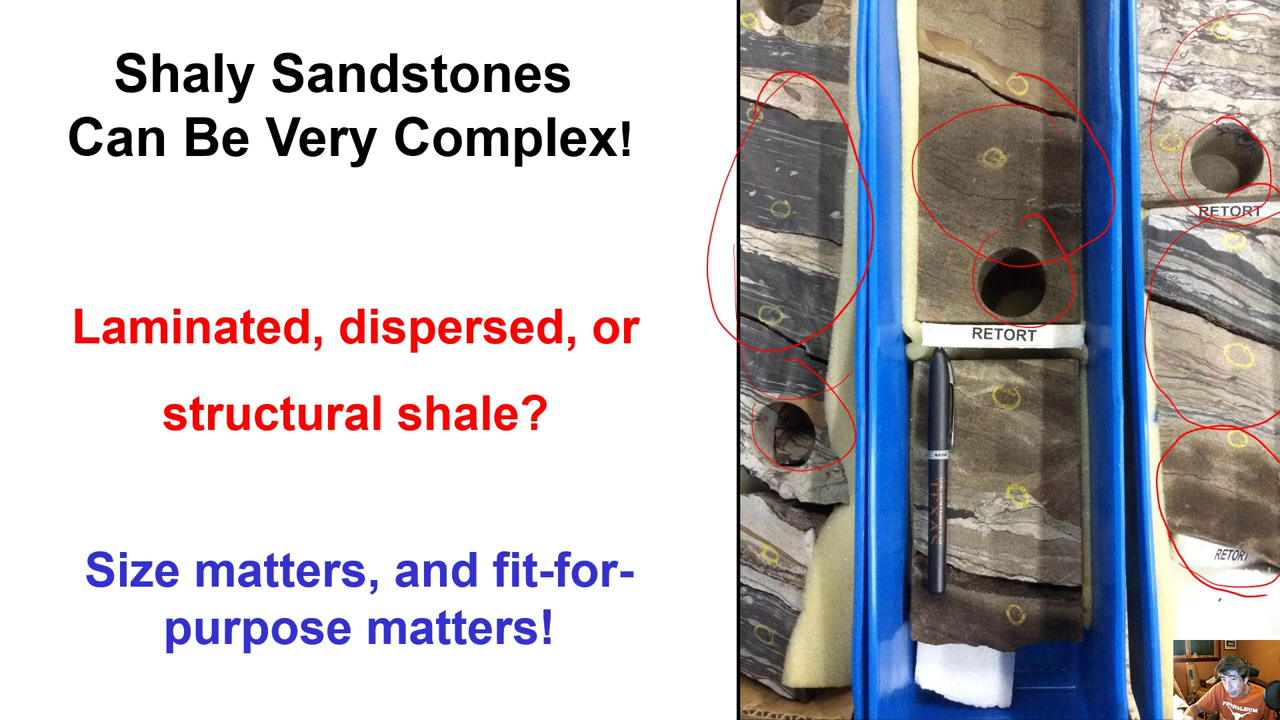 Shaly Sandstones
Can Be Very Complex!
Laminated, dispersed, or
structural shale?
Size matters, and fit-for-
purpose matters!
RETORT
RETORT
RETORT
PETROLEUM